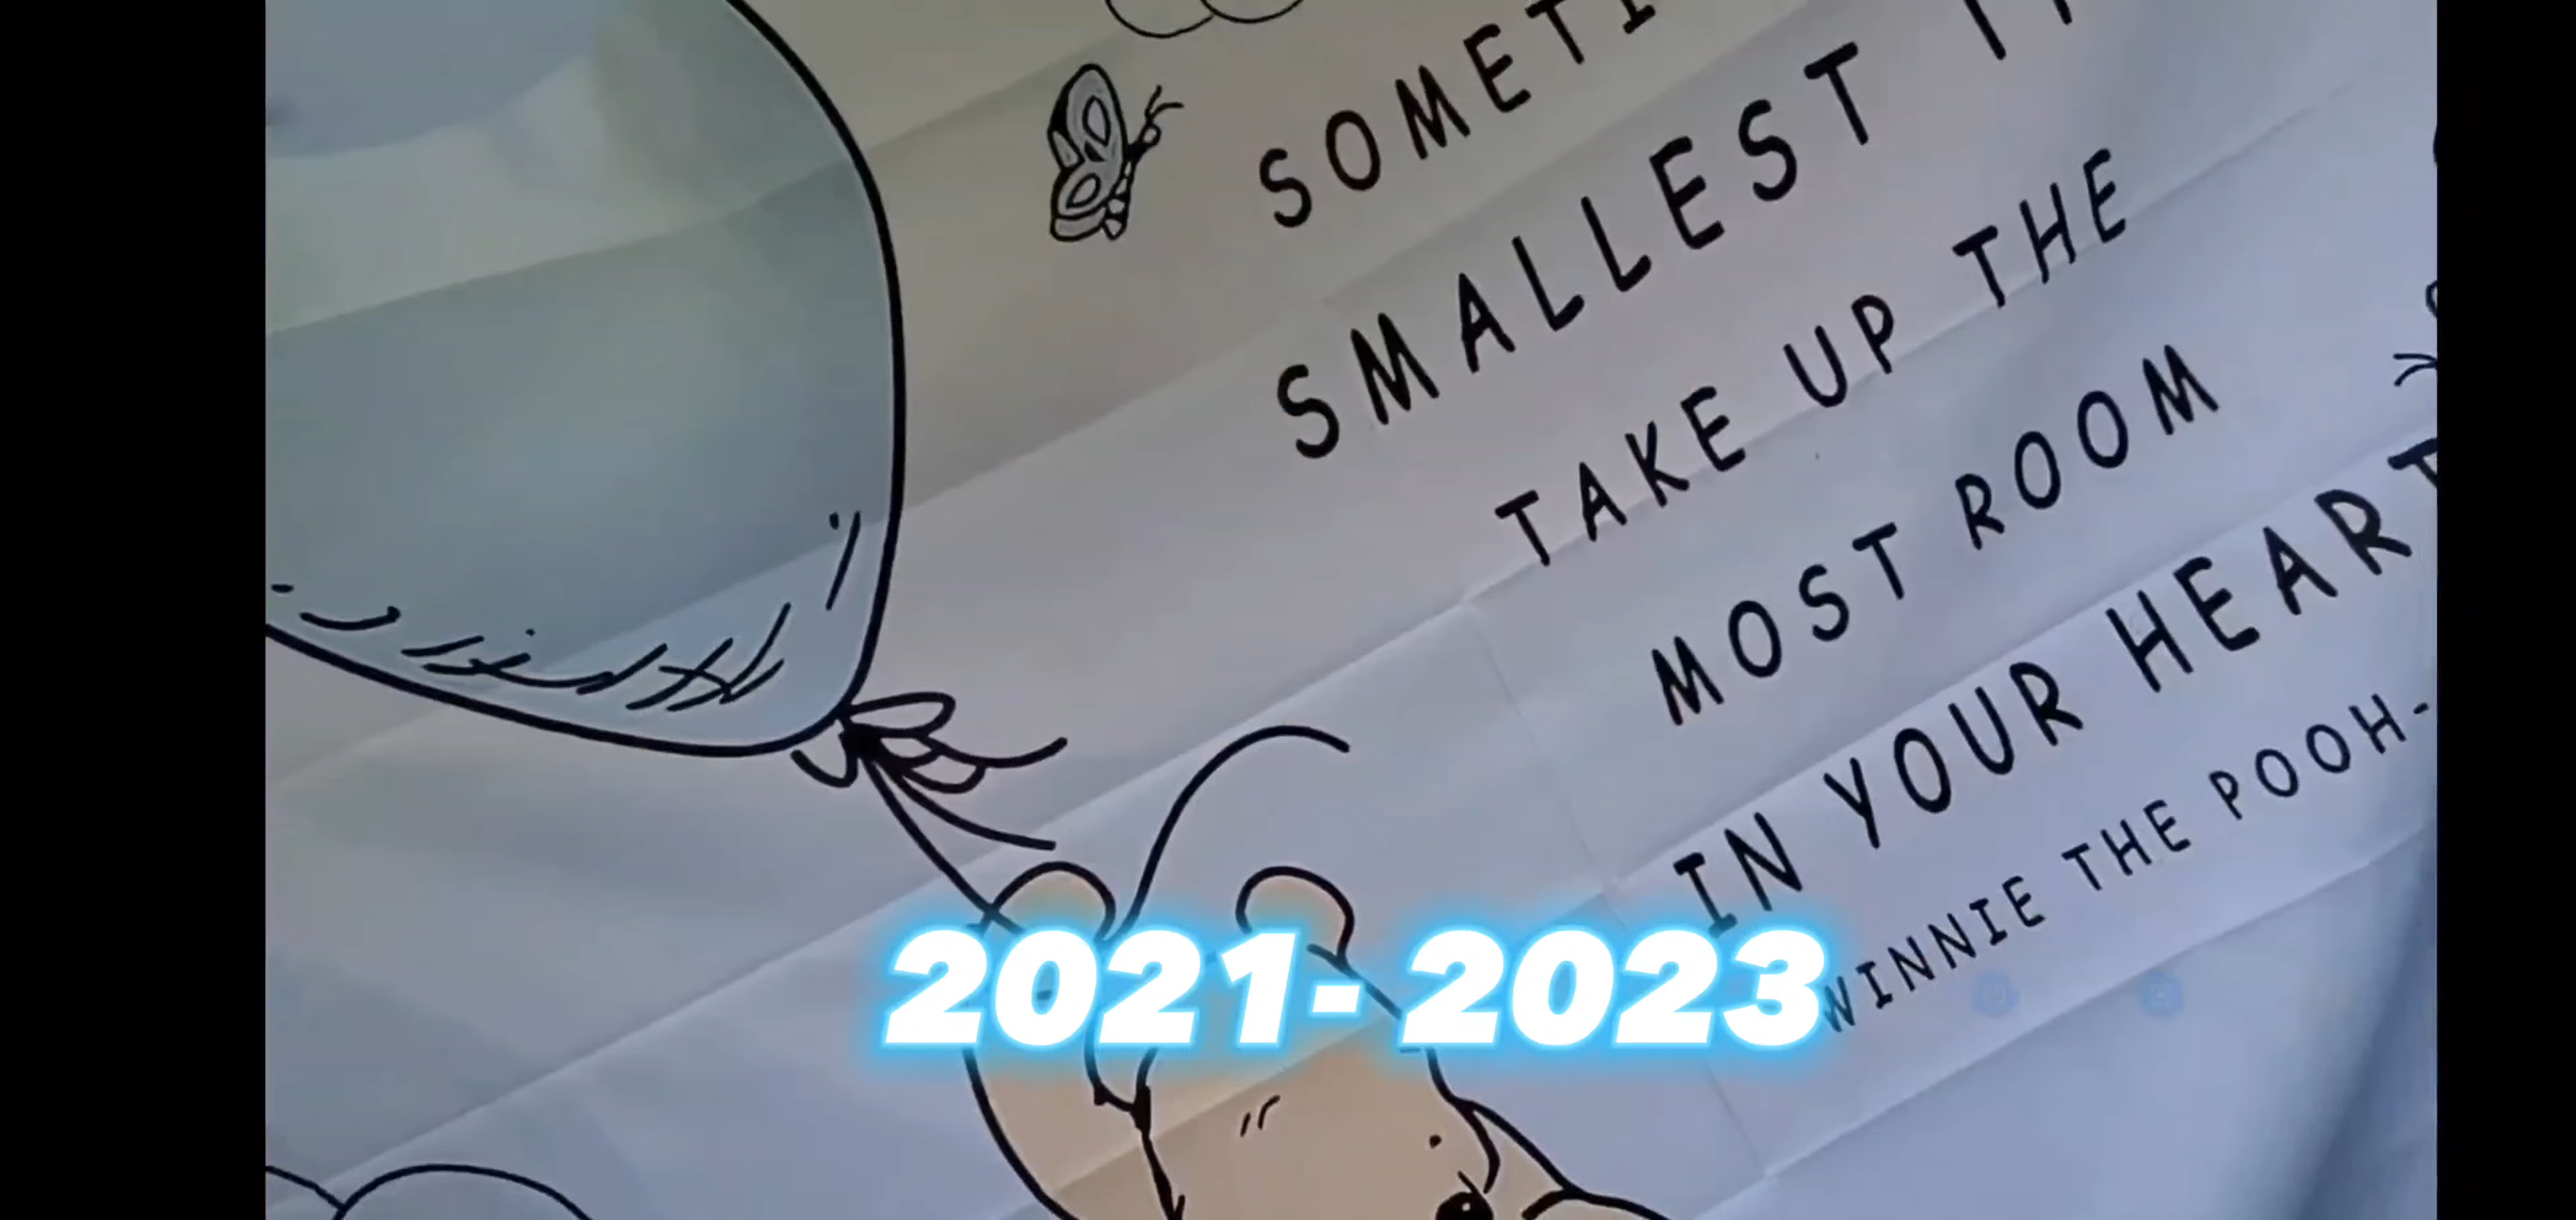 SOMETI
SMALLEST
TAKE UP THE
MOST ROOM
IN YOUR HEART
WINNIE THE POOH-
2021- 2023